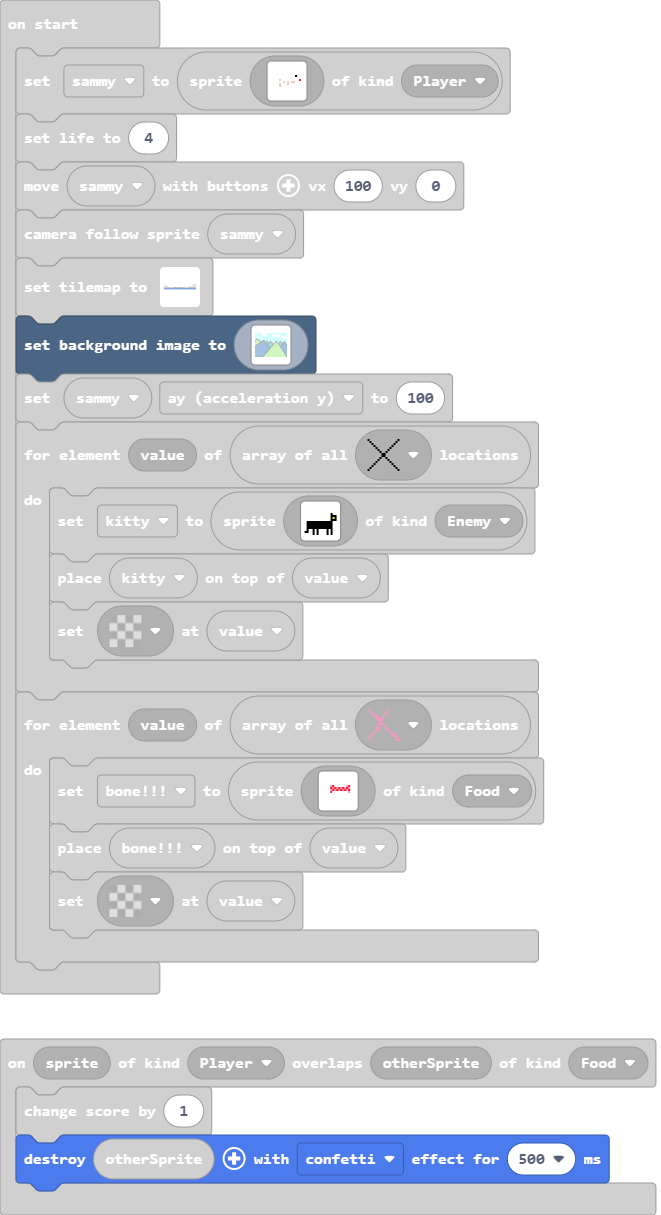 on start
set sammy to sprite of kind Player
set life to 4
move sammy with buttons vx 100 vy 0
camera follow sprite sammy
set tilemap to
set background image to
set sammy ay (acceleration y) to 100
for element value of array of all locations
do
set kitty to sprite of kind Enemy
place kitty on top of value
set at value
for element value of array of all locations
do
set bone!!! to sprite of kind Food
place bone!!! on top of value
set at value
on sprite of kind Player overlaps otherSprite of kind Food
change score by 1
destroy otherSprite with confetti effect for 500 ms